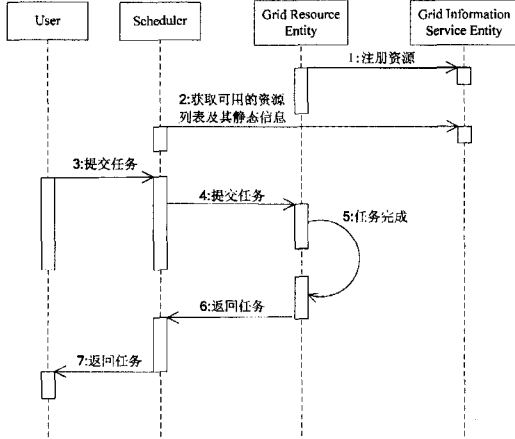 User
Scheduler
Grid Resource
Entity
Grid Information
Service Entity
1:注册资源
2:获取可用的资源
列表及其静态信息
3:提交任务
4:提交任务
5:任务完成
6:返回任务
7:返回任务